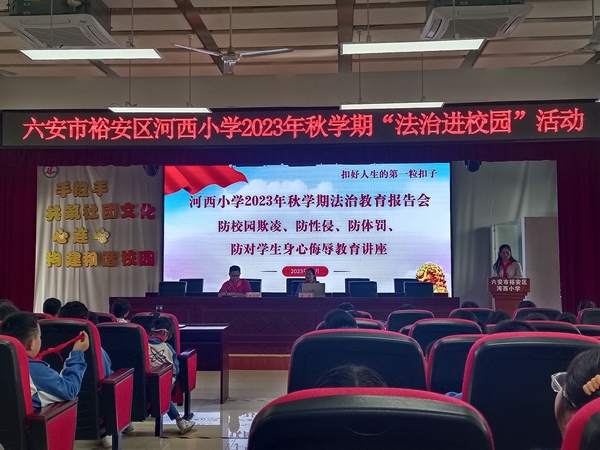 六安市裕安区河西小学2023年秋学期“法治进校园”活动
扣好人生的第一粒扣子
河西小学2023年秋学期法治教育报告会
防校园欺凌、防性侵、防体罚、
防对学生身心侮辱教育讲座
手拉手
共筑社团文化
心连心
构建和谐校园
六安市裕安区
河西小学